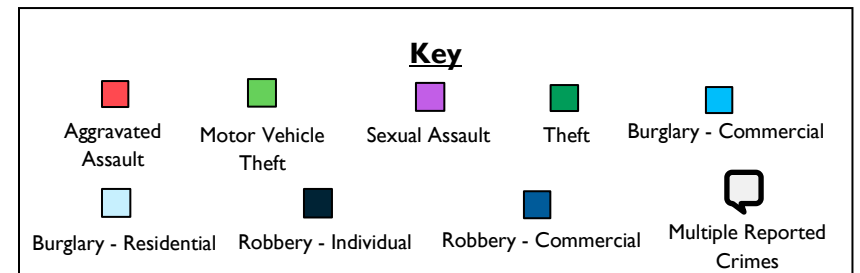 Key
Aggravated
Assault
Motor Vehicle
Theft
Sexual Assault
Theft
Burglary - Commercial
Burglary - Residential
Robbery - Individual
Robbery - Commercial
Multiple Reported
Crimes